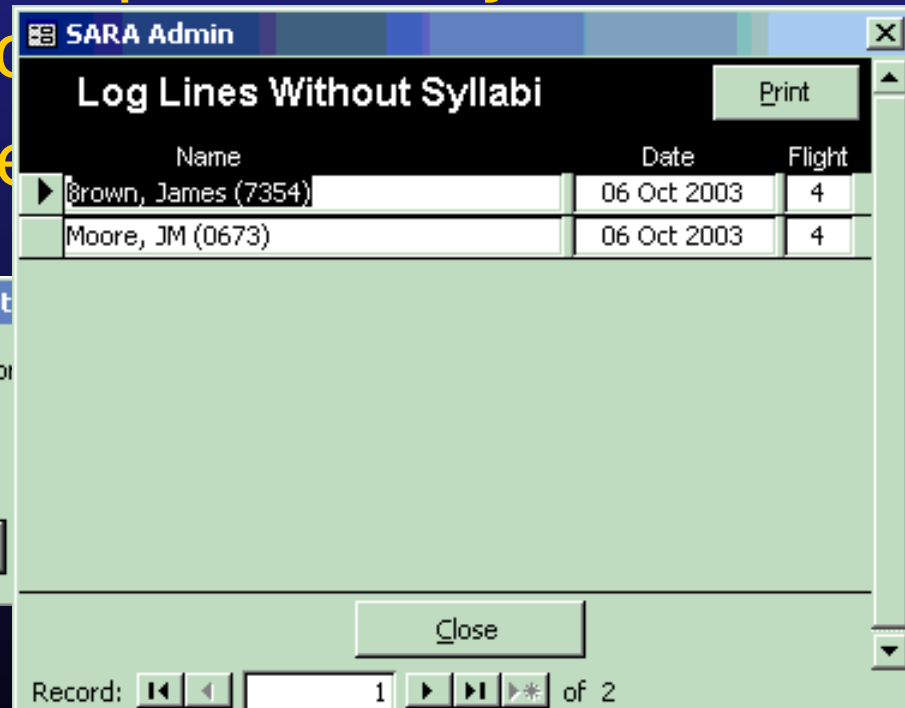 SARA Admin
Log Lines Without Syllabi
Print
Name Date Flight
Brown, James (7354) 06 Oct 2003 4
Moore, JM (0673) 06 Oct 2003 4
Close
Record: 1 of 2